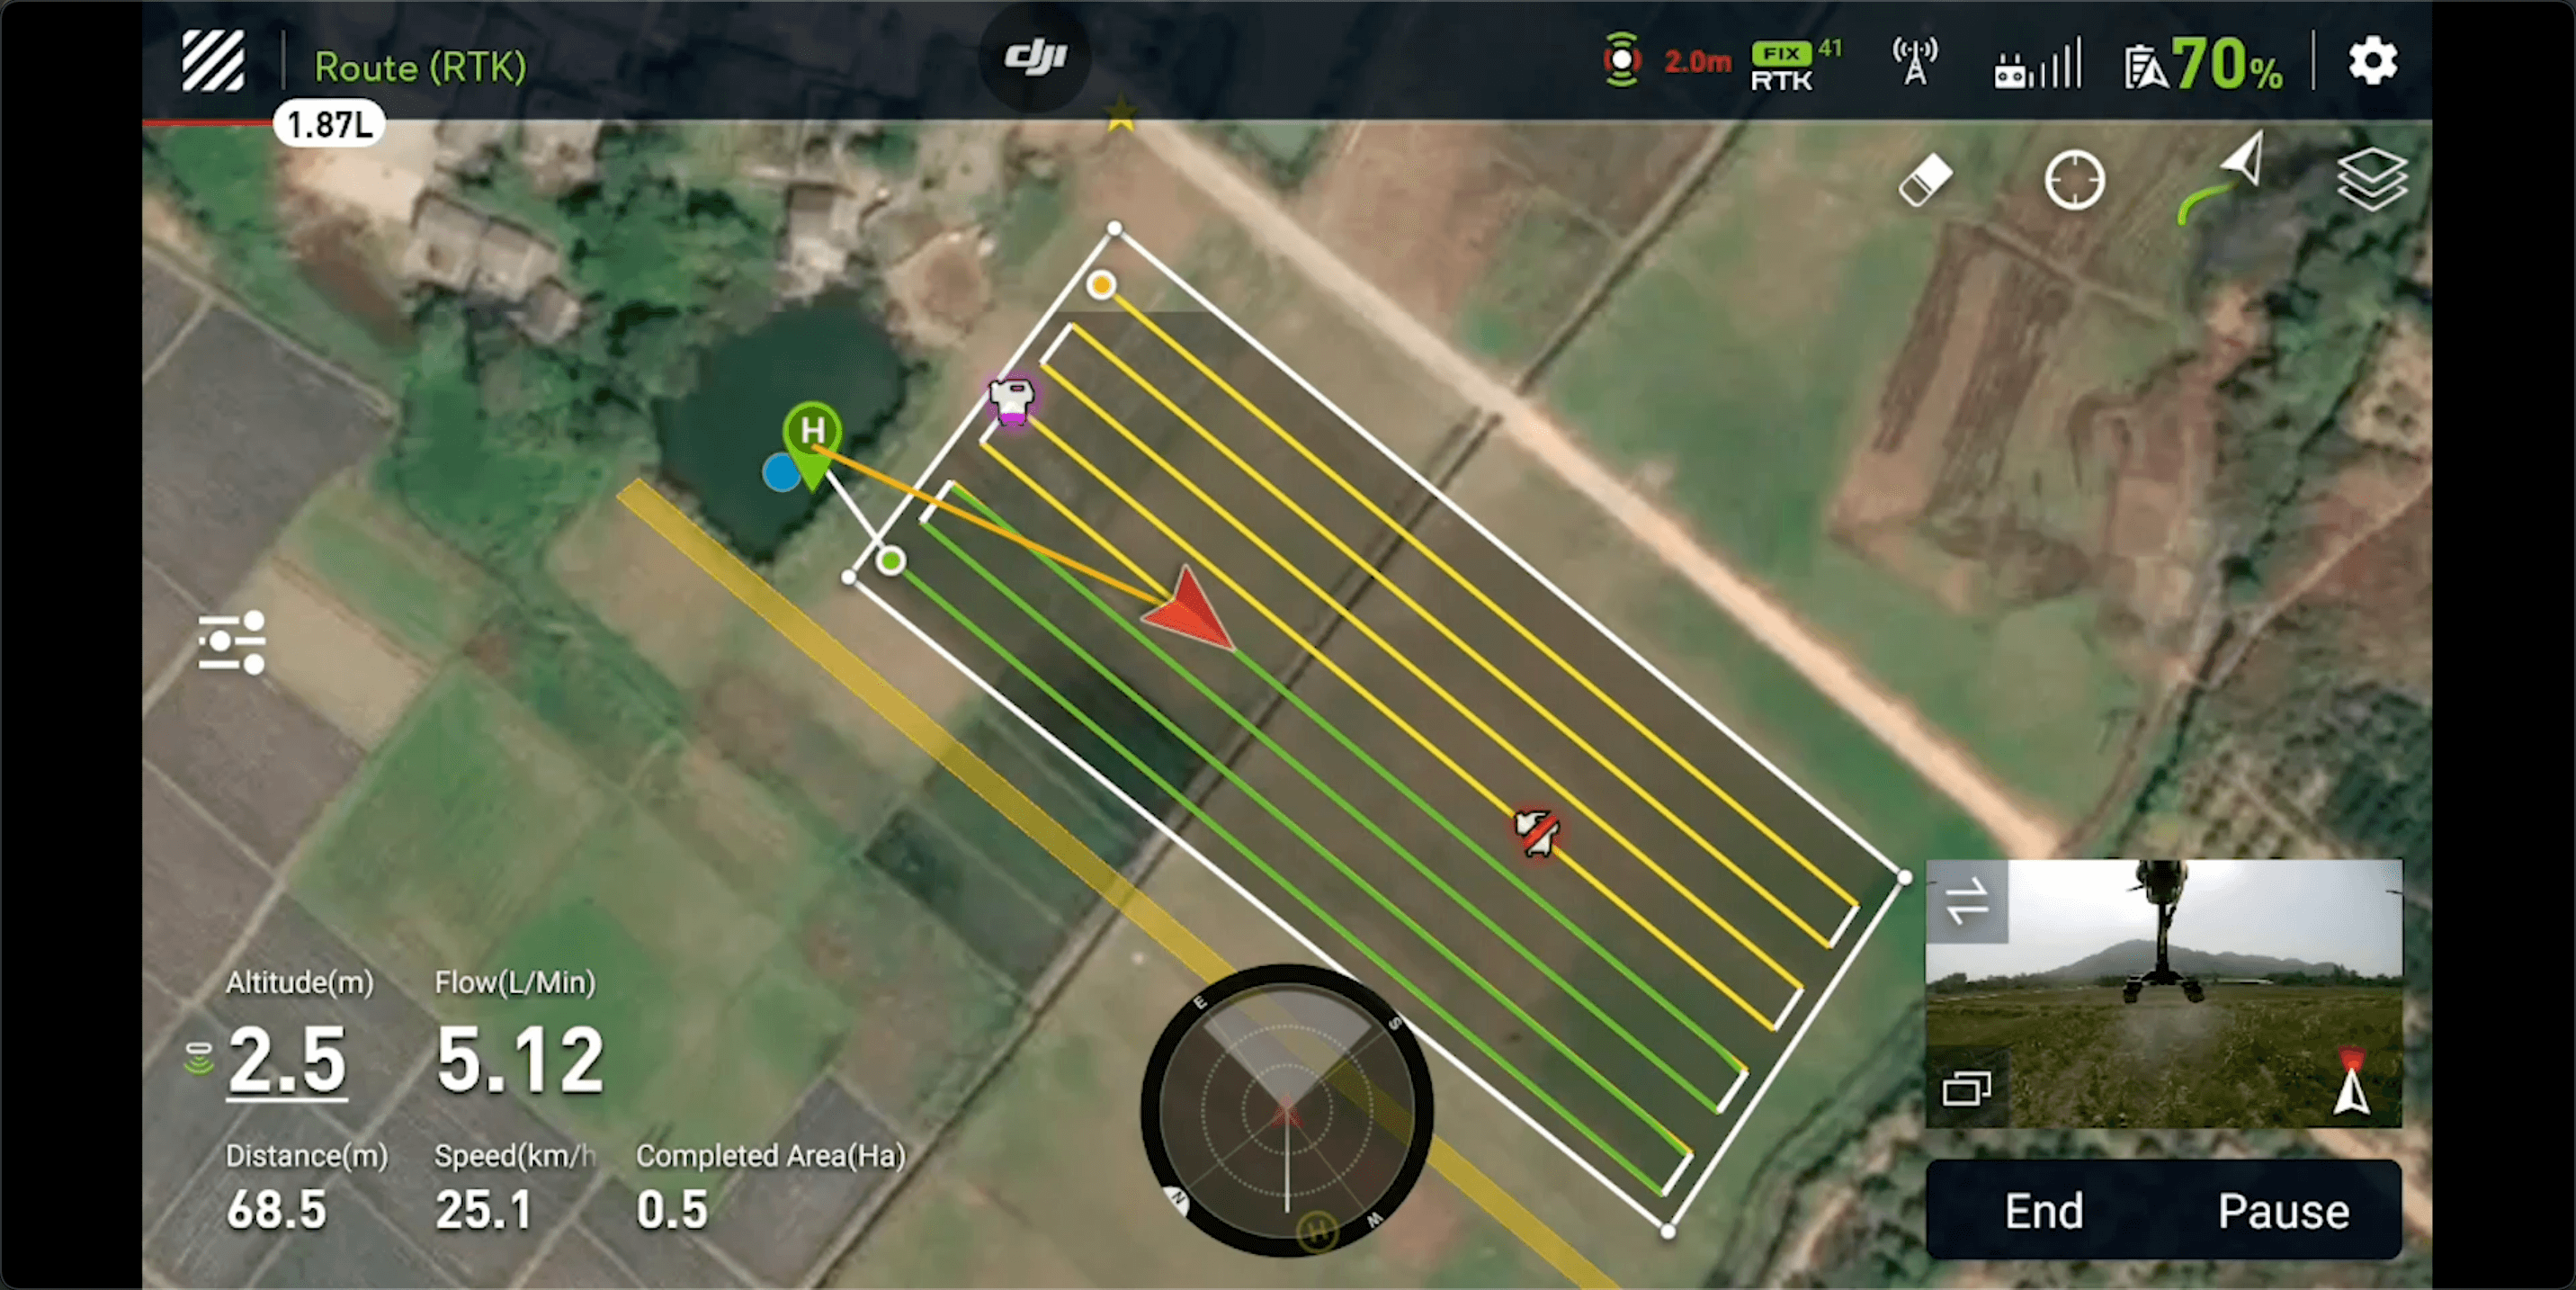 Route (RTK)
dji
2.0m
FIX 41
RTK
70%
1.87L
H
Altitude(m) Flow(L/Min)
2.5 5.12
Distance(m) Speed(km/h Completed Area(Ha)
68.5 25.1 0.5
E
S
N
W
H
End Pause